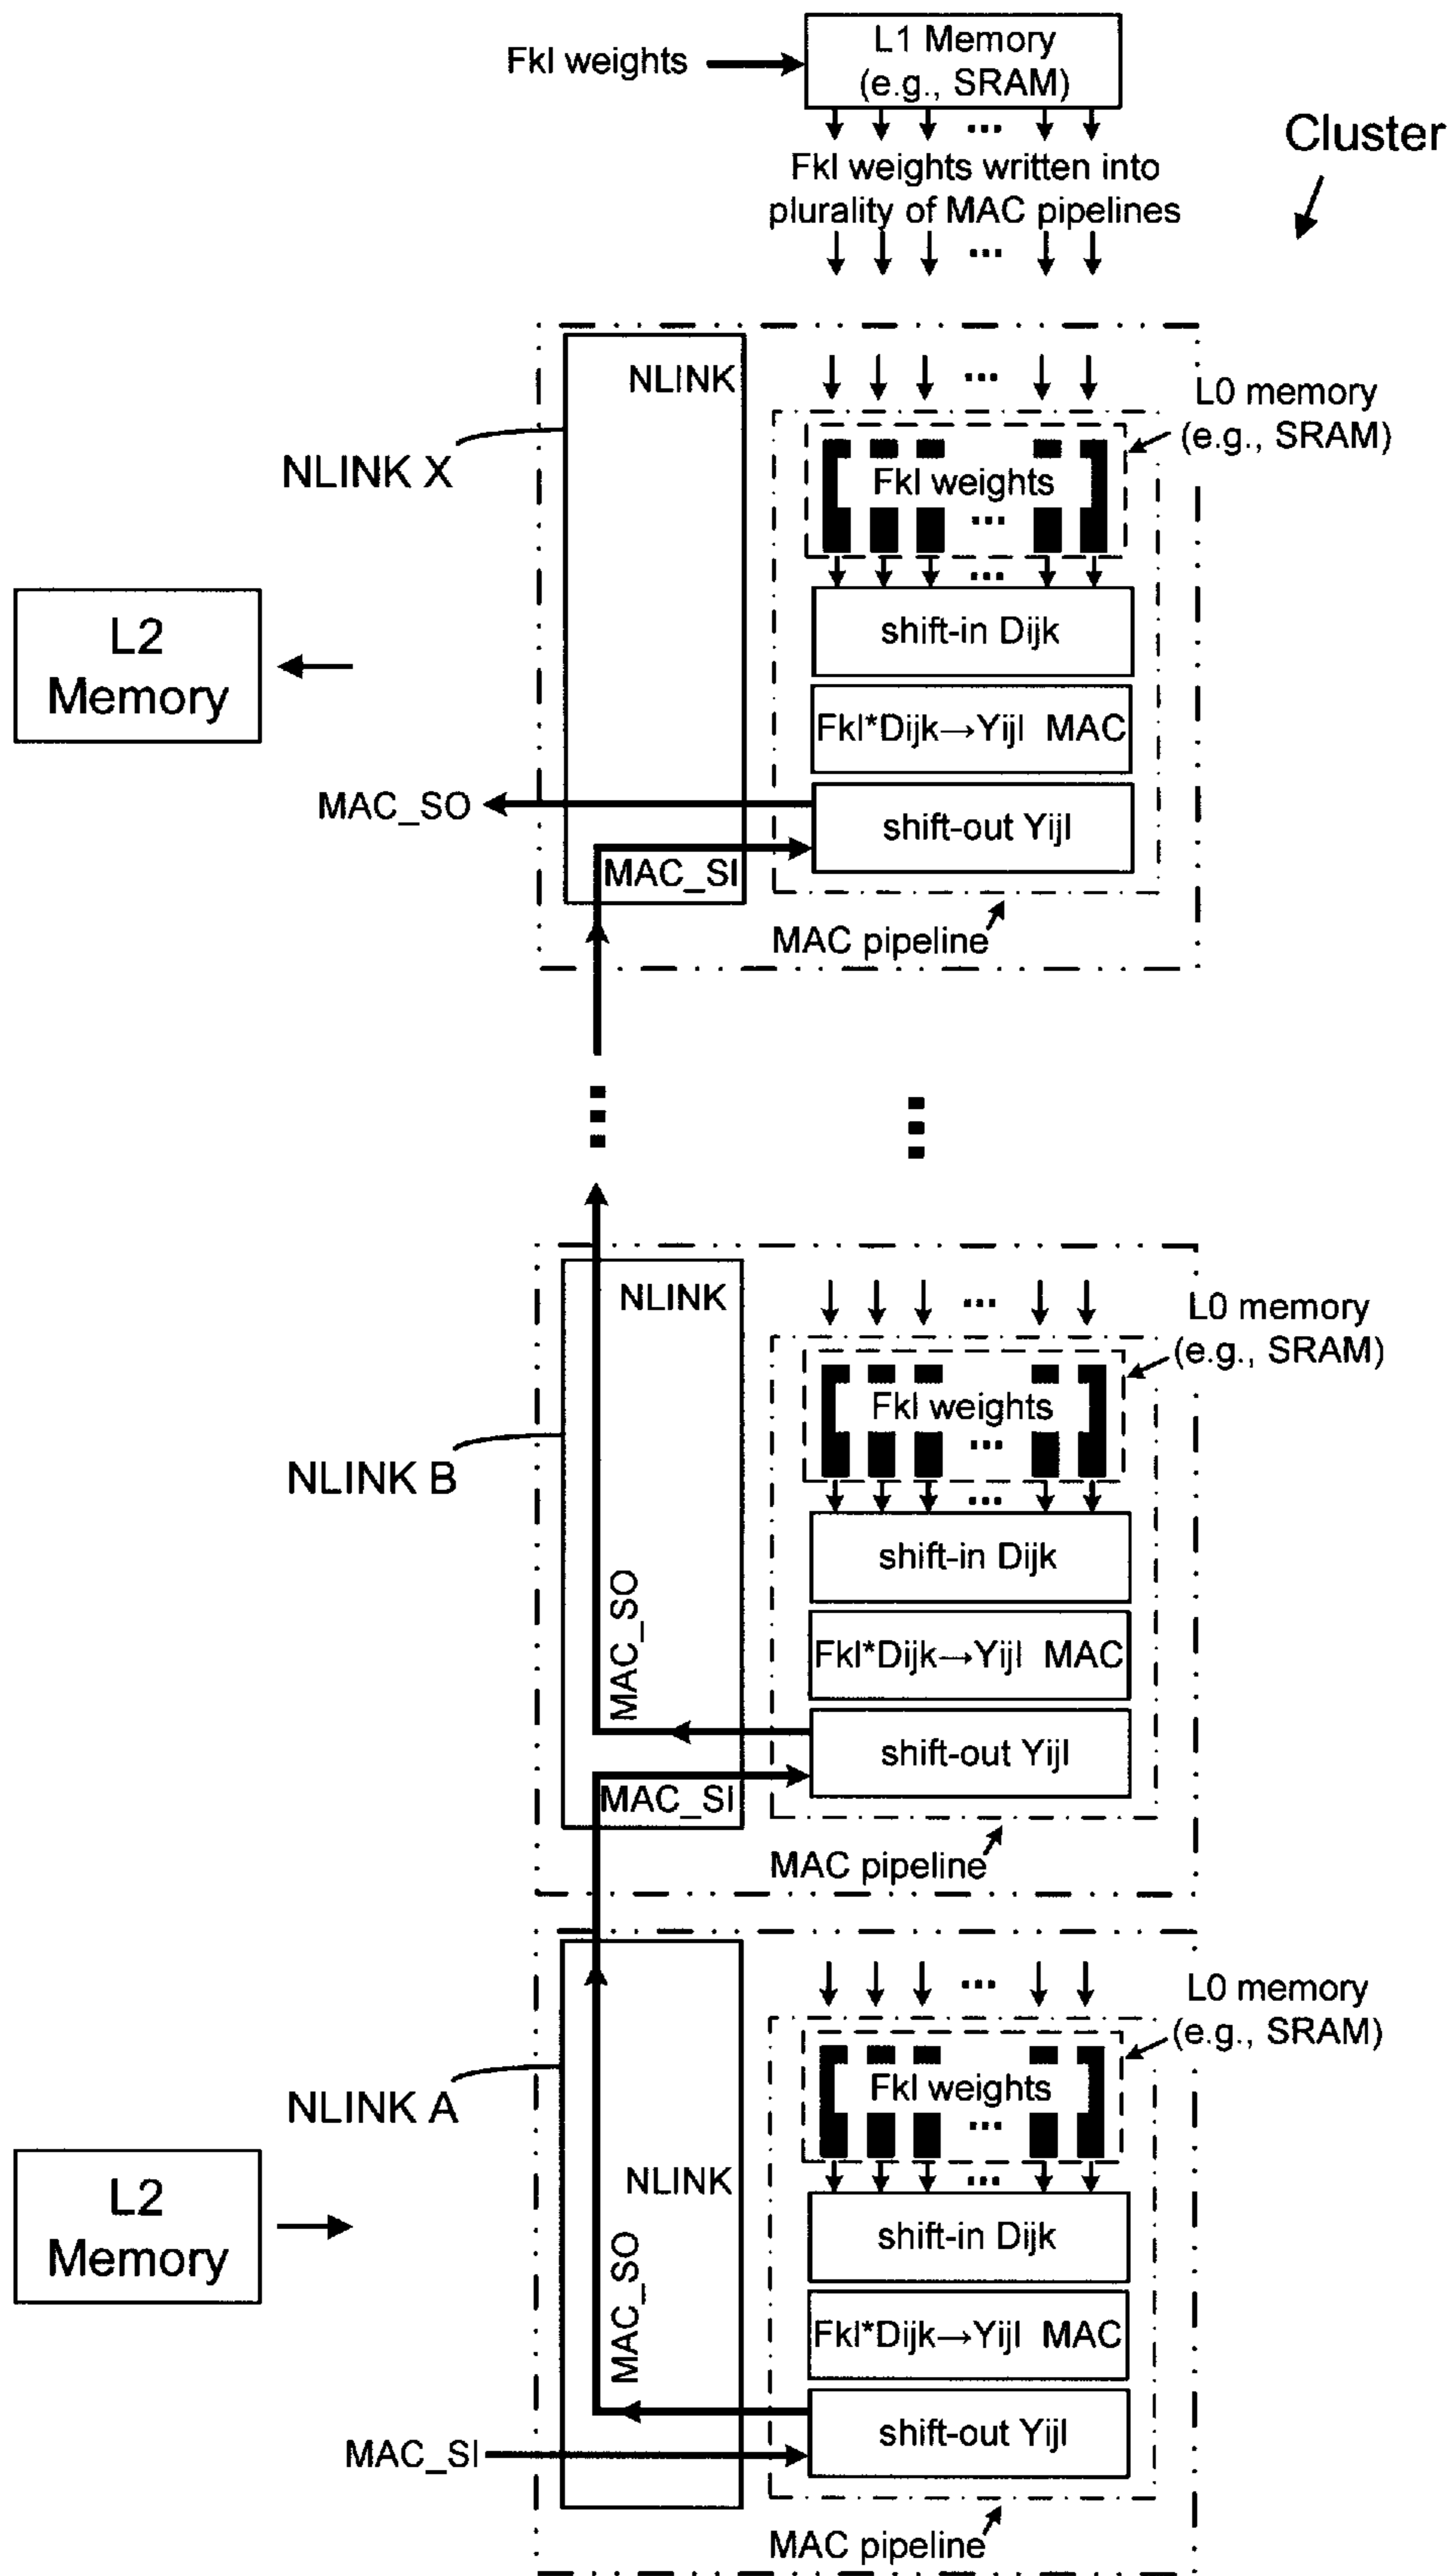 Fkl weights
L1 Memory
(e.g., SRAM)
...
Cluster
Fkl weights written into
plurality of MAC pipelines
...
NLINK
...
L0 memory
(e.g., SRAM)
NLINK X
Fkl weights
...
...
shift-in Dijk
L2
Memory
Fkl*Dijk→Yijl MAC
MAC_SO
shift-out Yijl
MAC_SI
MAC pipeline
NLINK
...
L0 memory
(e.g., SRAM)
Fkl weights
...
NLINK B
...
shift-in Dijk
MAC_SO
Fkl*Dijk→Yijl MAC
shift-out Yijl
MAC_SI
MAC pipeline
...
L0 memory
(e.g., SRAM)
NLINK A
Fkl weights
...
NLINK
...
L2
Memory
shift-in Dijk
MAC_SO
Fkl*Dijk→Yijl MAC
shift-out Yijl
MAC_SI
MAC pipeline